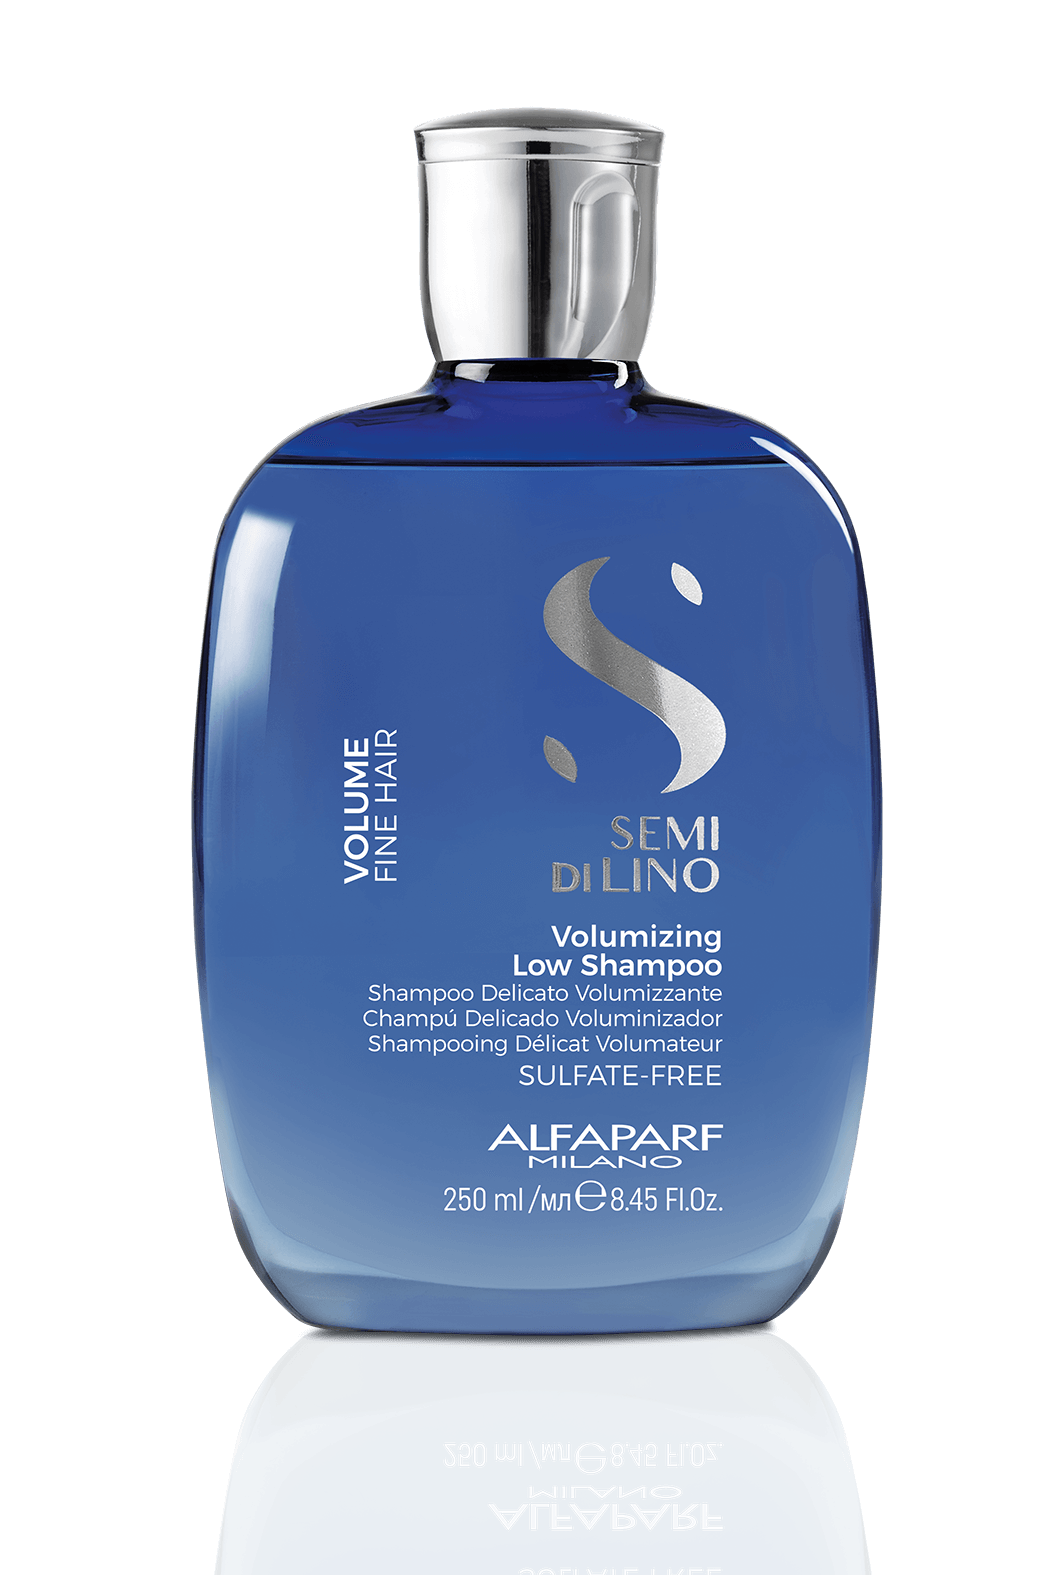 VOLUME
FINE HAIR
SEMI
DI LINO
Volumizing
Low Shampoo
Shampoo Delicato Volumizzante
Champú Delicado Voluminizador
Shampooing Délicat Volumateur
SULFATE-FREE
ALFAPARF
MILANO
250 ml /мл ℮ 8.45 Fl.Oz.